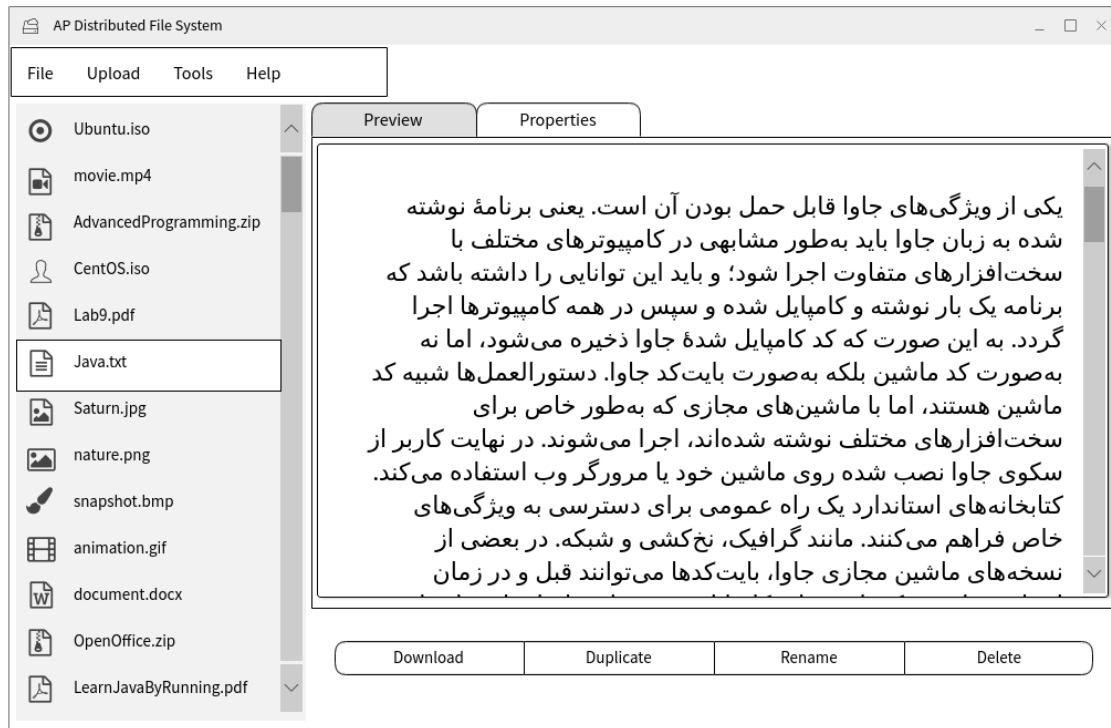 AP Distributed File System
File Upload Tools Help
Ubuntu.iso
movie.mp4
AdvancedProgramming.zip
CentOS.iso
Lab9.pdf
Java.txt
Saturn.jpg
nature.png
snapshot.bmp
animation.gif
document.docx
OpenOffice.zip
LearnJavaByRunning.pdf
Preview Properties
یکی از ویژگی‌های جاوا قابل حمل بودن آن است. یعنی برنامهٔ نوشته
شده به زبان جاوا باید به‌طور مشابهی در کامپیوترهای مختلف با
سخت‌افزارهای متفاوت اجرا شود؛ و باید این توانایی را داشته باشد که
برنامه یک بار نوشته و کامپایل شده و سپس در همه کامپیوترها اجرا
گردد. به این صورت که کد کامپایل شدهٔ جاوا ذخیره می‌شود، اما نه
به‌صورت کد ماشین بلکه به‌صورت بایت‌کد جاوا. دستورالعمل‌ها شبیه کد
ماشین هستند، اما با ماشین‌های مجازی که به‌طور خاص برای
سخت‌افزارهای مختلف نوشته شده‌اند، اجرا می‌شوند. در نهایت کاربر از
سکوی جاوا نصب شده روی ماشین خود یا مرورگر وب استفاده می‌کند.
کتابخانه‌های استاندارد یک راه عمومی برای دسترسی به ویژگی‌های
خاص فراهم می‌کنند. مانند گرافیک، نخ‌کشی و شبکه. در بعضی از
نسخه‌های ماشین مجازی جاوا، بایت‌کدها می‌توانند قبل و در زمان
Download Duplicate Rename Delete